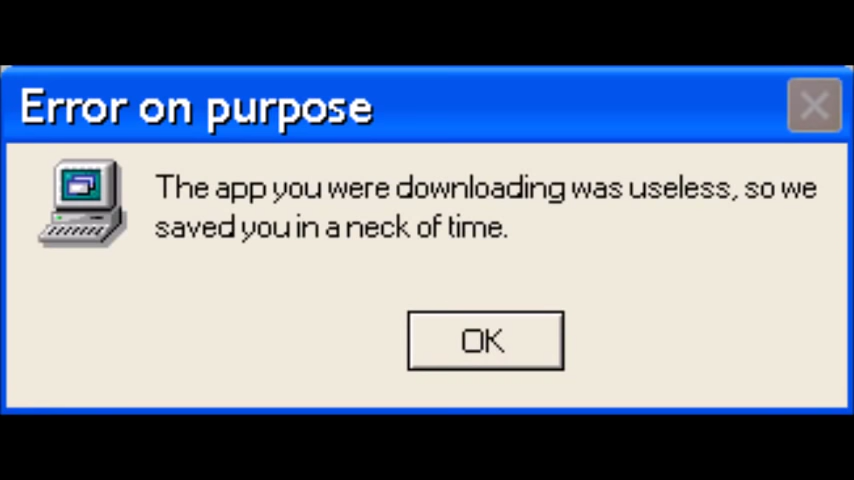 Error on purpose
The app you were downloading was useless, so we
saved you in a neck of time.
OK